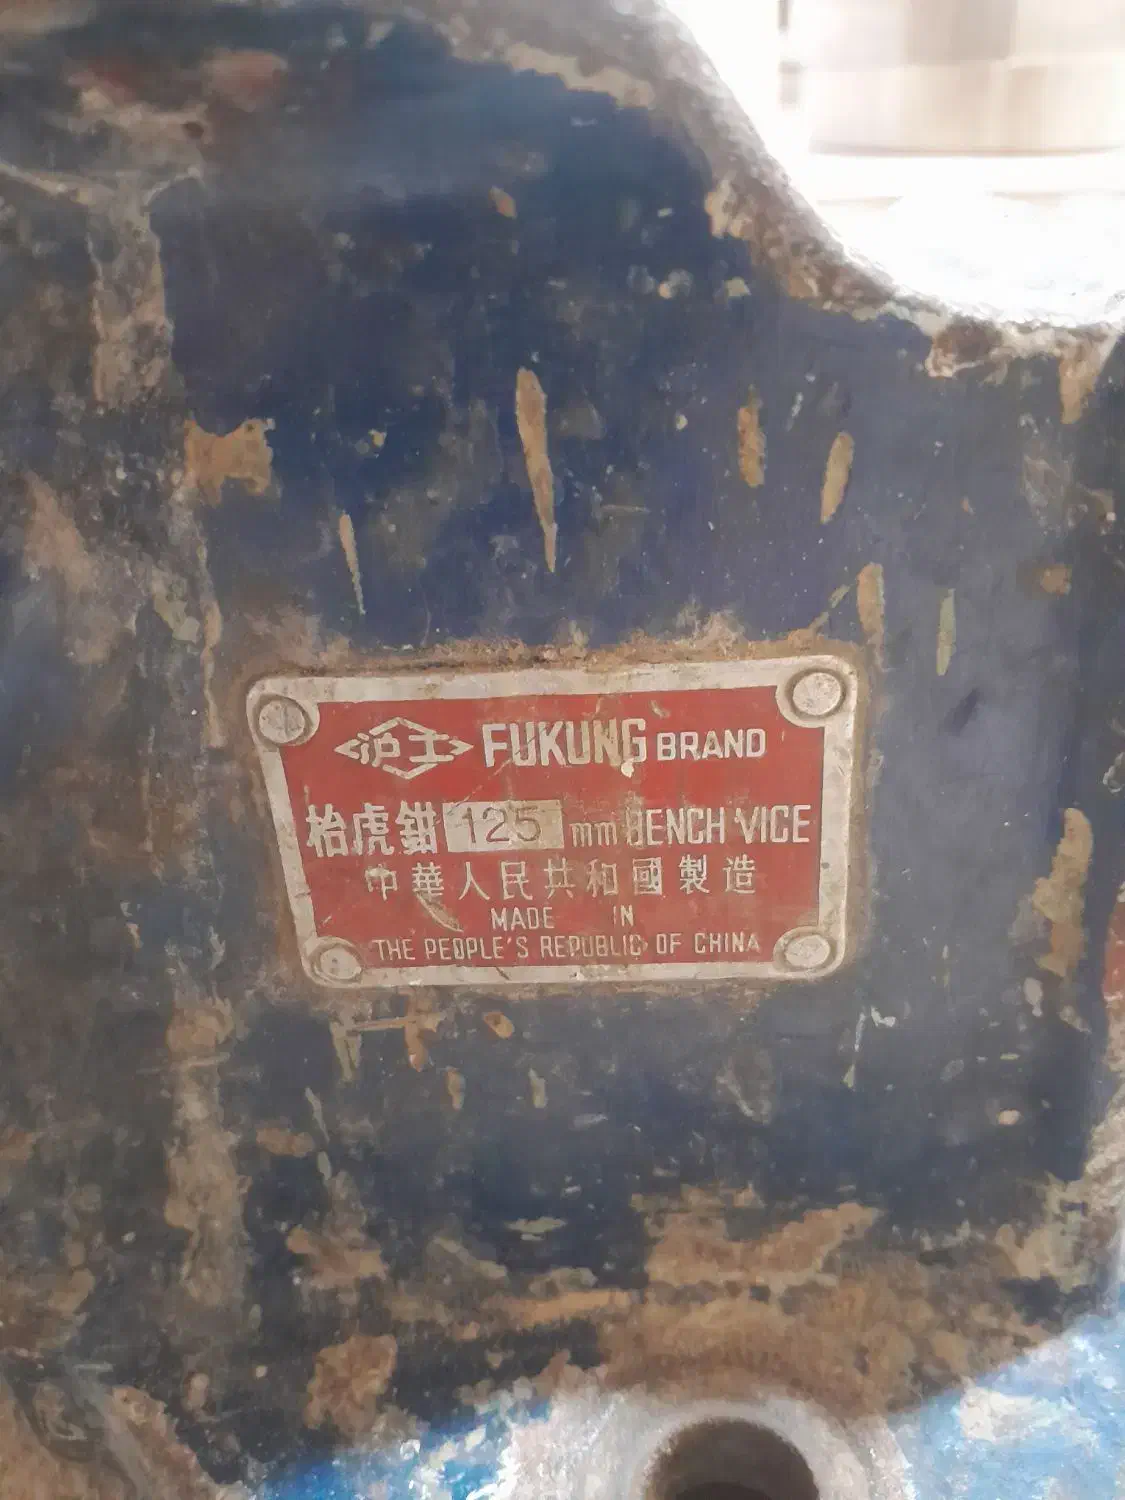 沪工 FUKUNG BRAND
枱虎鉗 125 mm BENCH VICE
中華人民共和國製造
MADE IN
THE PEOPLE'S REPUBLIC OF CHINA